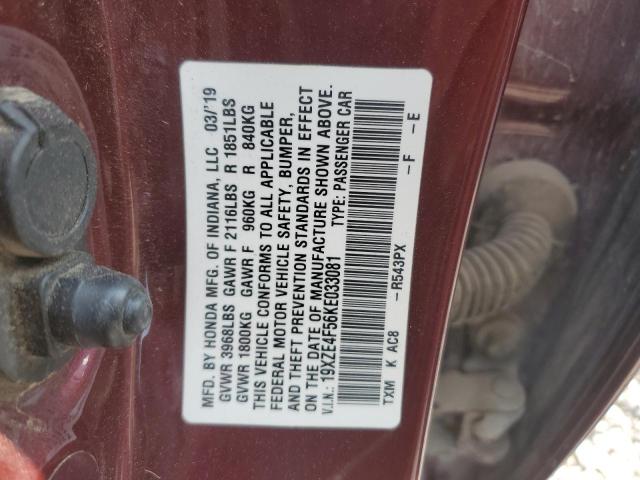 MFD. BY HONDA MFG. OF INDIANA, LLC 03/'19
GVWR 3968LBS GAWR F 2116LBS R 1851LBS
GVWR 1800KG GAWR F 960KG R 840KG
THIS VEHICLE CONFORMS TO ALL APPLICABLE
FEDERAL MOTOR VEHICLE SAFETY, BUMPER,
AND THEFT PREVENTION STANDARDS IN EFFECT
ON THE DATE OF MANUFACTURE SHOWN ABOVE.
V.I.N.: 19XZE4F56KE033081 TYPE: PASSENGER CAR
TXM K AC8 -R543PX -F -E